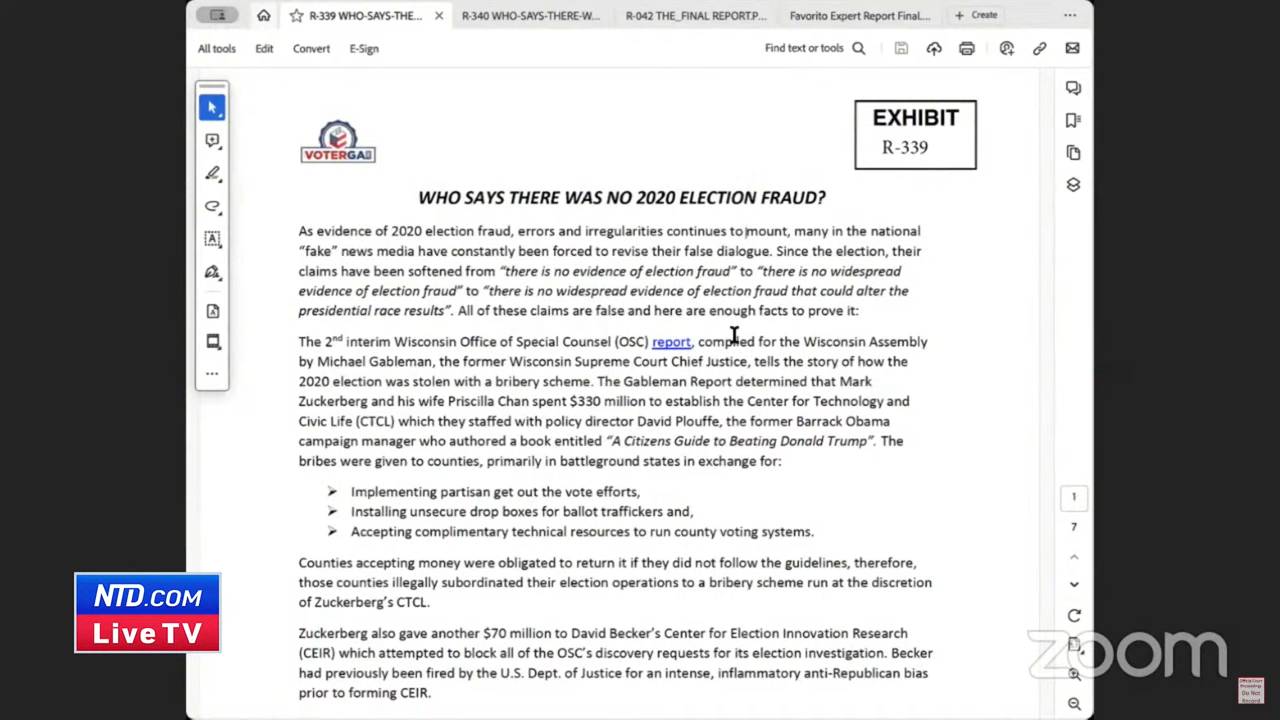 R-339 WHO-SAYS-THE...
R-340 WHO-SAYS-THERE-W...
R-042 THE_FINAL REPORT.P...
Favorito Expert Report Final....
+ Create
All tools
Edit
Convert
E-Sign
Find text or tools
VOTERGA
EXHIBIT
R-339
WHO SAYS THERE WAS NO 2020 ELECTION FRAUD?
As evidence of 2020 election fraud, errors and irregularities continues to mount, many in the national
“fake” news media have constantly been forced to revise their false dialogue. Since the election, their
claims have been softened from “there is no evidence of election fraud” to “there is no widespread
evidence of election fraud” to “there is no widespread evidence of election fraud that could alter the
presidential race results”. All of these claims are false and here are enough facts to prove it:
The 2nd interim Wisconsin Office of Special Counsel (OSC) report, compiled for the Wisconsin Assembly
by Michael Gableman, the former Wisconsin Supreme Court Chief Justice, tells the story of how the
2020 election was stolen with a bribery scheme. The Gableman Report determined that Mark
Zuckerberg and his wife Priscilla Chan spent $330 million to establish the Center for Technology and
Civic Life (CTCL) which they staffed with policy director David Plouffe, the former Barrack Obama
campaign manager who authored a book entitled “A Citizens Guide to Beating Donald Trump”. The
bribes were given to counties, primarily in battleground states in exchange for:
➢ Implementing partisan get out the vote efforts,
➢ Installing unsecure drop boxes for ballot traffickers and,
➢ Accepting complimentary technical resources to run county voting systems.
Counties accepting money were obligated to return it if they did not follow the guidelines, therefore,
those counties illegally subordinated their election operations to a bribery scheme run at the discretion
of Zuckerberg’s CTCL.
Zuckerberg also gave another $70 million to David Becker’s Center for Election Innovation Research
(CEIR) which attempted to block all of the OSC’s discovery requests for its election investigation. Becker
had previously been fired by the U.S. Dept. of Justice for an intense, inflammatory anti-Republican bias
prior to forming CEIR.
1
7
NTD.COM
Live TV
zoom
Official Court
Proceedings
Do Not
Record